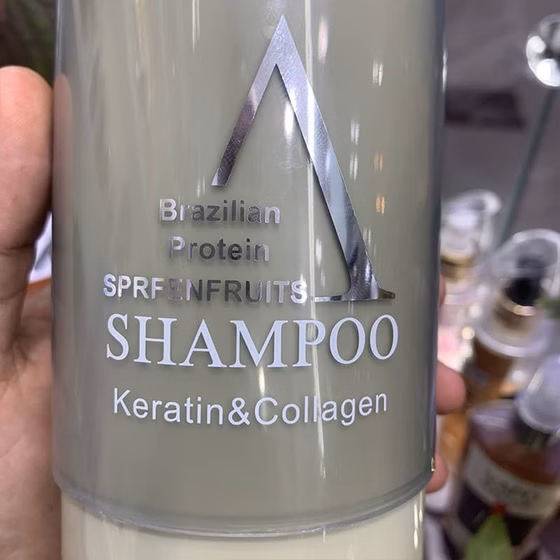 Brazilian
Protein
SPRFENFRUITS
SHAMPOO
Keratin&Collagen